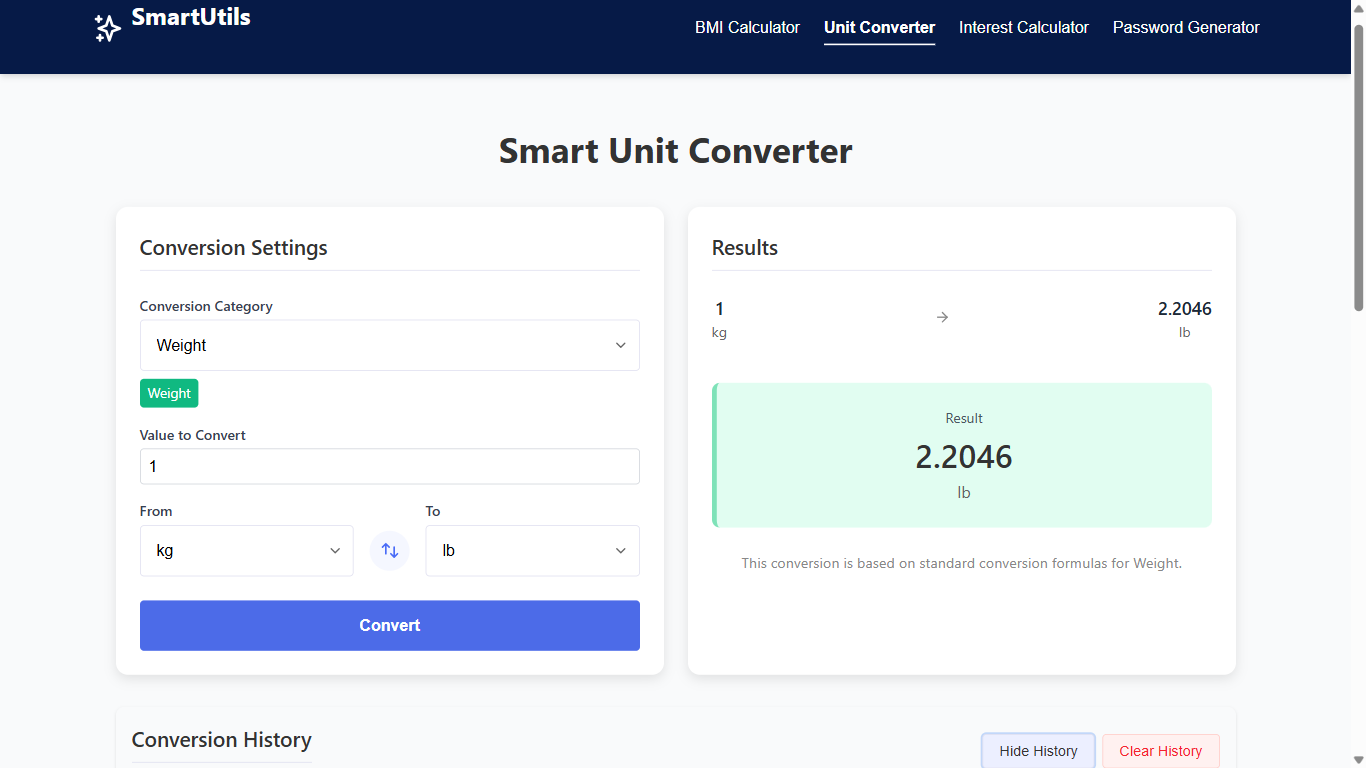 SmartUtils
BMI Calculator
Unit Converter
Interest Calculator
Password Generator
Smart Unit Converter
Conversion Settings
Conversion Category
Weight
Weight
Value to Convert
1
From
To
kg
lb
Convert
Results
1
kg
→
2.2046
lb
Result
2.2046
lb
This conversion is based on standard conversion formulas for Weight.
Conversion History
Hide History
Clear History